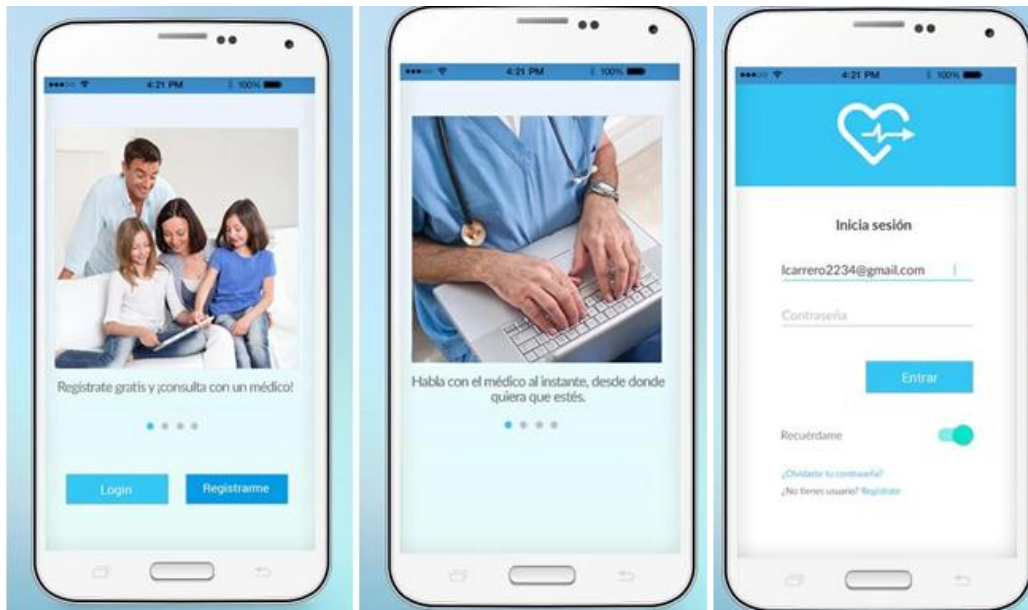 4:21 PM
100%
Registrate gratis y ¡consulta con un médico!
Login
Registrarme
4:21 PM
100%
Habla con el médico al instante, desde donde
quiera que estés.
4:21 PM
100%
Inicia sesión
lcarrero2234@gmail.com
Contraseña
Entrar
Recuérdame
¿Olvidaste tu contraseña?
¿No tienes usuario? Regístrate